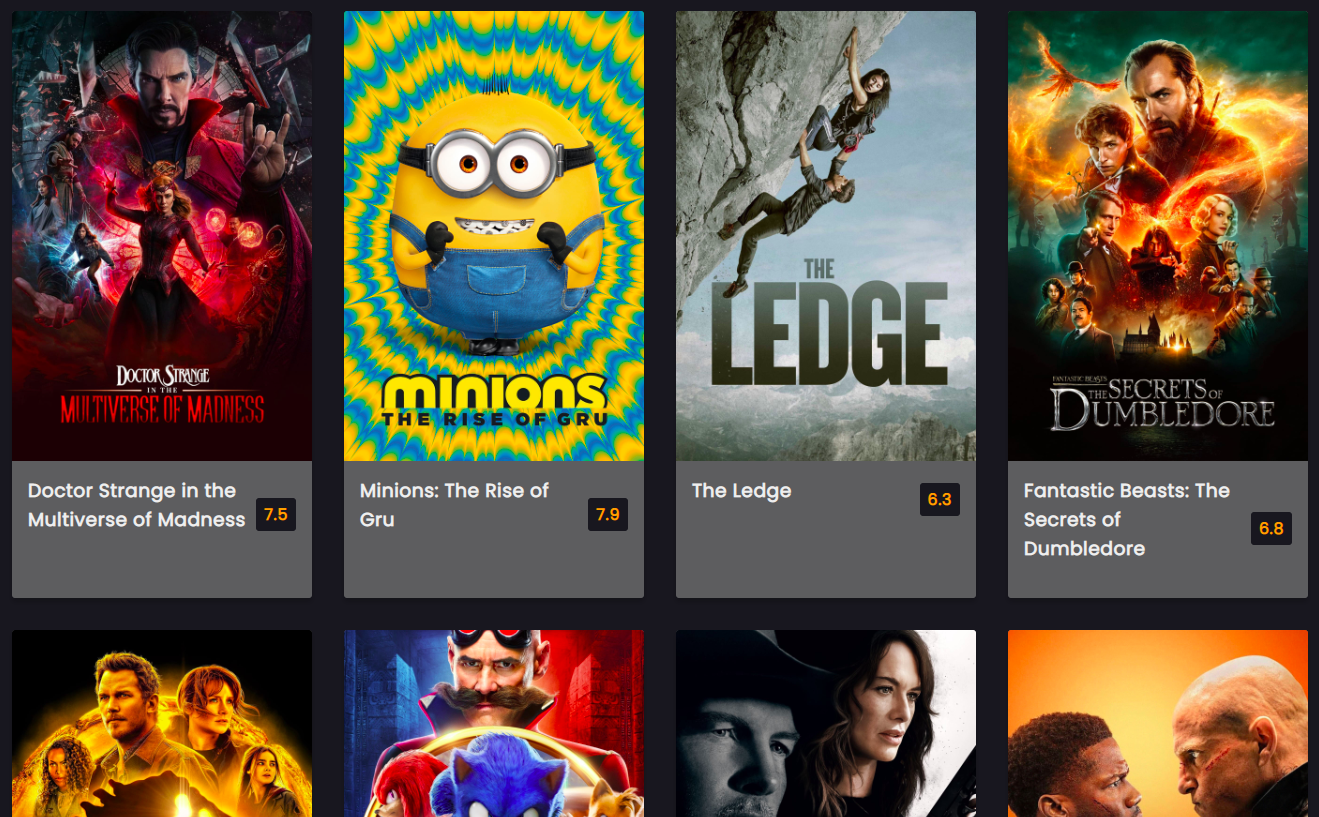 DOCTOR STRANGE
IN THE
MULTIVERSE OF MADNESS
minions
THE RISE OF GRU
THE
LEDGE
FANTASTIC BEASTS
THE SECRETS OF
DUMBLEDORE
Doctor Strange in the
Multiverse of Madness
7.5
Minions: The Rise of
Gru
7.9
The Ledge
6.3
Fantastic Beasts: The
Secrets of
Dumbledore
6.8